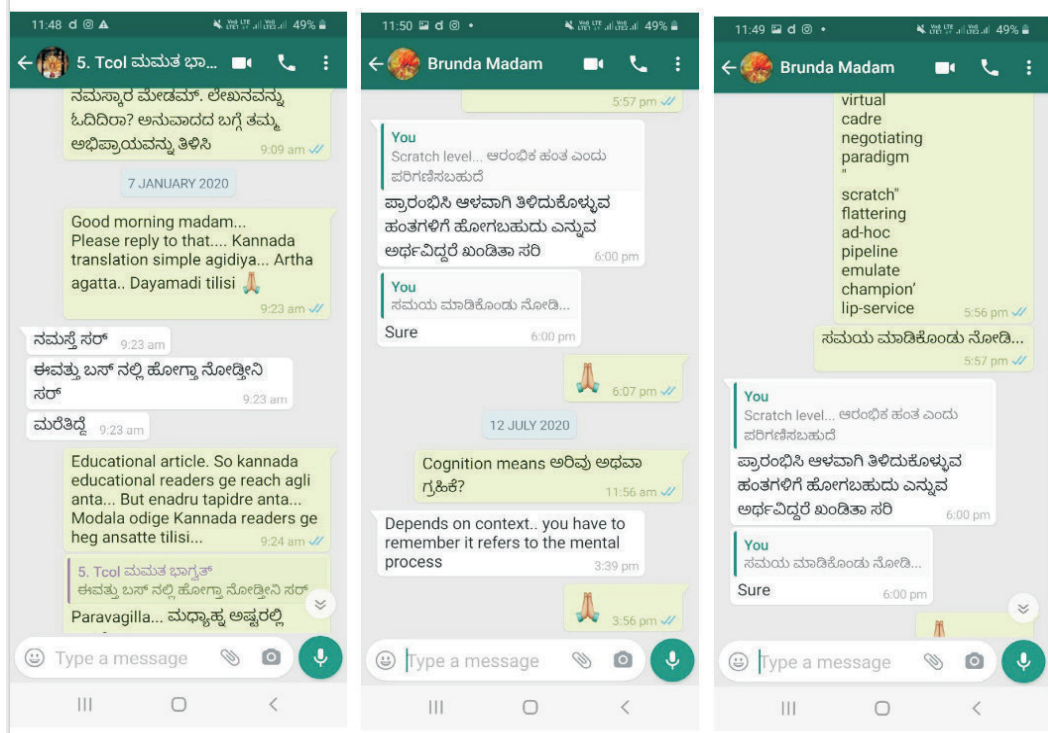 11:48 d 49%
5. Tcol ಮಮತ ಭಾ...
ನಮಸ್ಕಾರ ಮೇಡಮ್. ಲೇಖನವನ್ನು
ಓದಿದಿರಾ? ಅನುವಾದದ ಬಗ್ಗೆ ತಮ್ಮ
ಅಭಿಪ್ರಾಯವನ್ನು ತಿಳಿಸಿ 9:09 am
7 JANUARY 2020
Good morning madam...
Please reply to that.... Kannada
translation simple agidiya... Artha
agatta.. Dayamadi tilisi 🙏
9:23 am
ನಮಸ್ತೆ ಸರ್ 9:23 am
ಈವತ್ತು ಬಸ್ ನಲ್ಲಿ ಹೋಗ್ತಾ ನೋಡ್ತೀನಿ
ಸರ್ 9:23 am
ಮರೆತಿದ್ದೆ 9:23 am
Educational article. So kannada
educational readers ge reach agli
anta... But enadru tapidre anta...
Modala odige Kannada readers ge
heg ansatte tilisi... 9:24 am
5. Tcol ಮಮತ ಭಾಗ್ವತ್
ಈವತ್ತು ಬಸ್ ನಲ್ಲಿ ಹೋಗ್ತಾ ನೋಡ್ತೀನಿ ಸರ್
Paravagilla... ಮಧ್ಯಾಹ್ನ ಅಷ್ಟರಲ್ಲಿ
Type a message
11:50 d 49%
Brunda Madam
5:57 pm
You
Scratch level... ಆರಂಭಿಕ ಹಂತ ಎಂದು
ಪರಿಗಣಿಸಬಹುದೆ
ಪ್ರಾರಂಭಿಸಿ ಆಳವಾಗಿ ತಿಳಿದುಕೊಳ್ಳುವ
ಹಂತಗಳಿಗೆ ಹೋಗಬಹುದು ಎನ್ನುವ
ಅರ್ಥವಿದ್ದರೆ ಖಂಡಿತಾ ಸರಿ 6:00 pm
You
ಸಮಯ ಮಾಡಿಕೊಂಡು ನೋಡಿ...
Sure 6:00 pm
🙏 6:07 pm
12 JULY 2020
Cognition means ಅರಿವು ಅಥವಾ
ಗ್ರಹಿಕೆ? 11:56 am
Depends on context.. you have to
remember it refers to the mental
process 3:39 pm
🙏 3:56 pm
Type a message
11:49 d 49%
Brunda Madam
virtual
cadre
negotiating
paradigm
"
scratch"
flattering
ad-hoc
pipeline
emulate
champion’
lip-service 5:56 pm
ಸಮಯ ಮಾಡಿಕೊಂಡು ನೋಡಿ...
5:57 pm
You
Scratch level... ಆರಂಭಿಕ ಹಂತ ಎಂದು
ಪರಿಗಣಿಸಬಹುದೆ
ಪ್ರಾರಂಭಿಸಿ ಆಳವಾಗಿ ತಿಳಿದುಕೊಳ್ಳುವ
ಹಂತಗಳಿಗೆ ಹೋಗಬಹುದು ಎನ್ನುವ
ಅರ್ಥವಿದ್ದರೆ ಖಂಡಿತಾ ಸರಿ 6:00 pm
You
ಸಮಯ ಮಾಡಿಕೊಂಡು ನೋಡಿ...
Sure 6:00 pm
Type a message